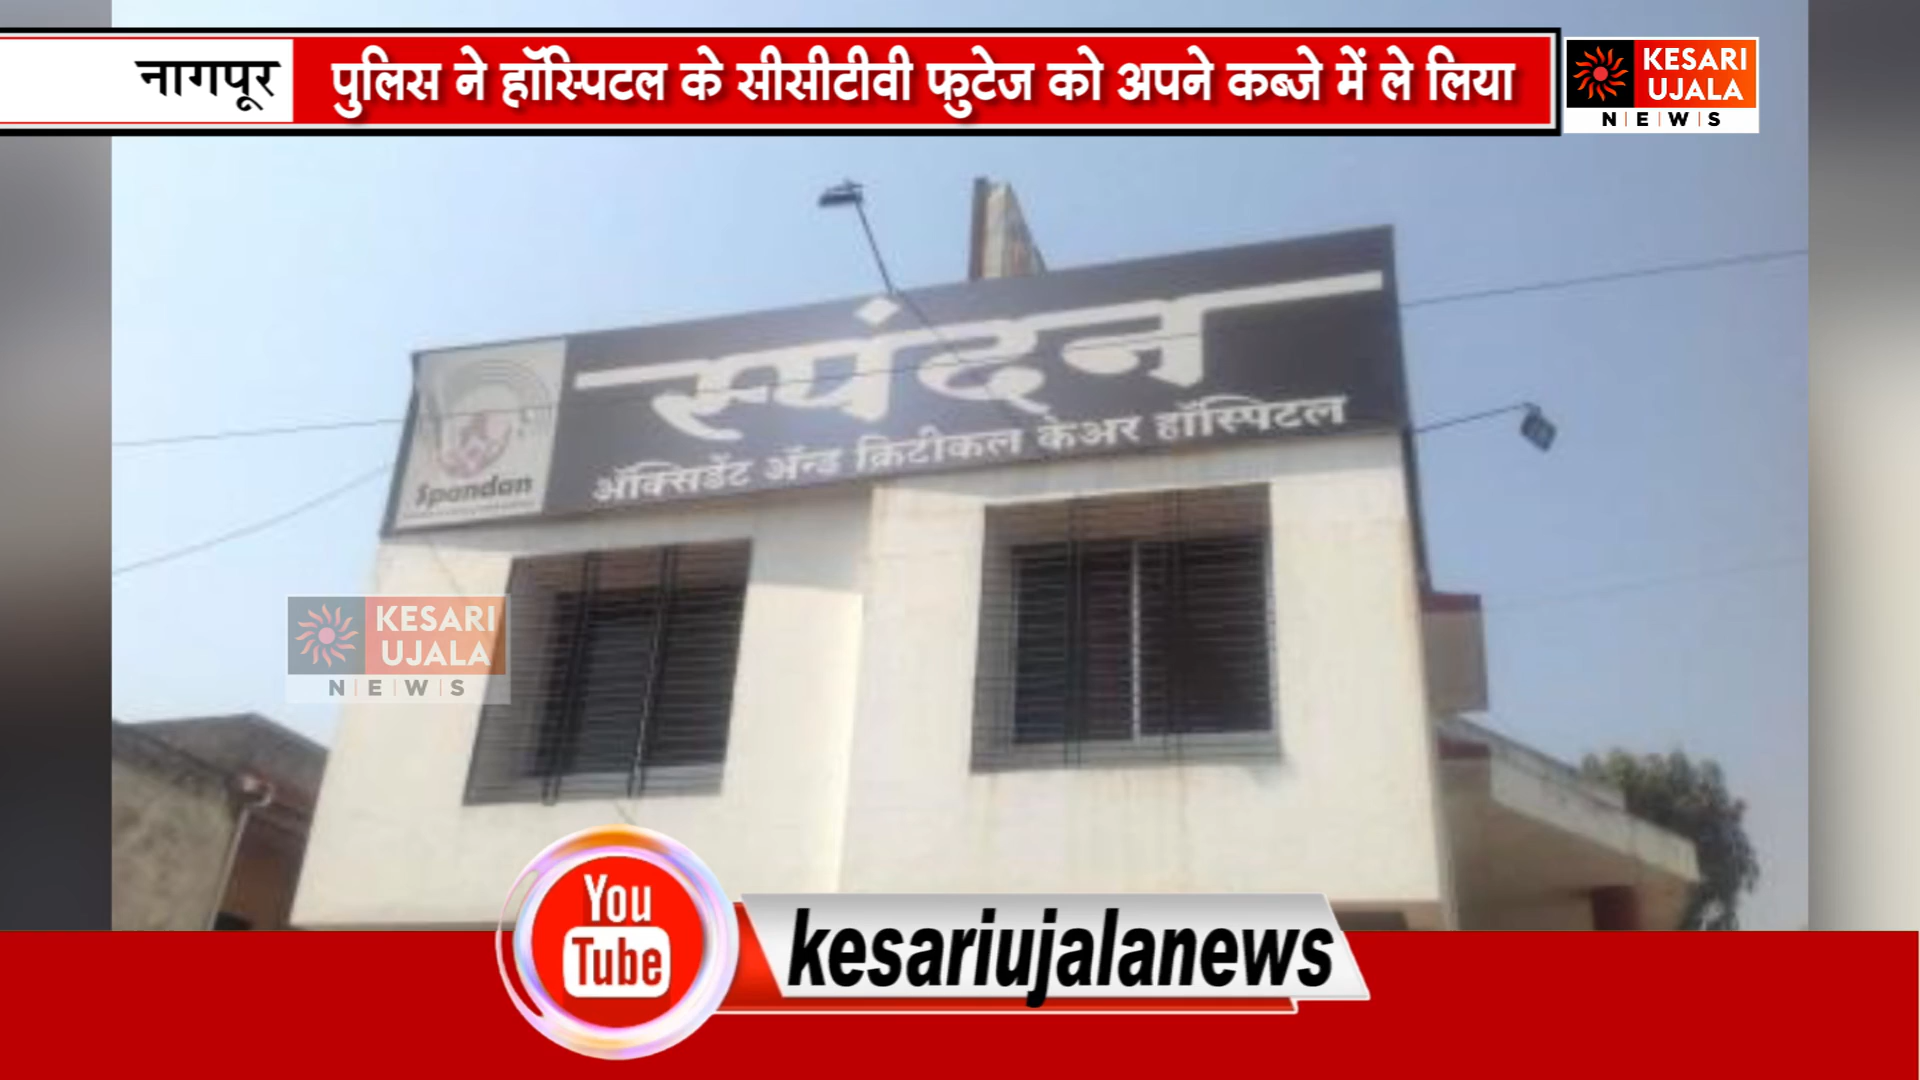 नागपूर
पुलिस ने हॉस्पिटल के सीसीटीवी फुटेज को अपने कब्जे में ले लिया
KESARI
UJALA
NEWS
स्पंदन
ॲक्सिडेंट ॲन्ड क्रिटीकल केअर हॉस्पिटल
Spandan
KESARI
UJALA
NEWS
You
Tube
kesariujalanews